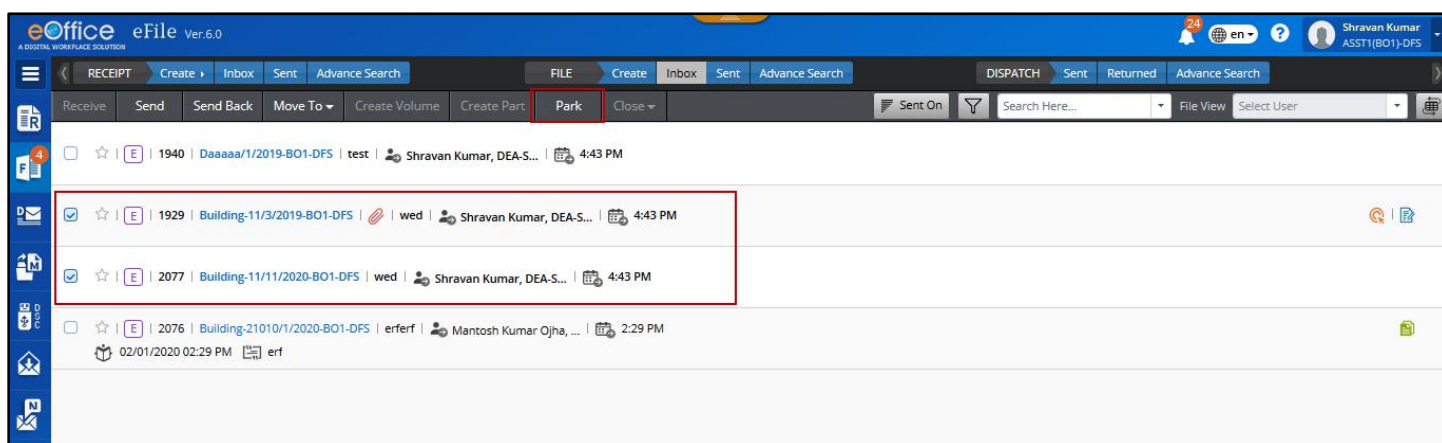 eOffice eFile Ver.6.0 24 en ? Shravan Kumar
A DIGITAL WORKPLACE SOLUTION ASST1(BO1)-DFS
RECEIPT Create Inbox Sent Advance Search FILE Create Inbox Sent Advance Search DISPATCH Sent Returned Advance Search
Receive Send Send Back Move To Create Volume Create Part Park Close Sent On Search Here... File View Select User
R
E | 1940 | Daaaaa/1/2019-BO1-DFS | test | Shravan Kumar, DEA-S... | 4:43 PM
F 4
E | 1929 | Building-11/3/2019-BO1-DFS | | wed | Shravan Kumar, DEA-S... | 4:43 PM
D
M
E | 2077 | Building-11/11/2020-BO1-DFS | wed | Shravan Kumar, DEA-S... | 4:43 PM
DSC
E | 2076 | Building-21010/1/2020-BO1-DFS | erferf | Mantosh Kumar Ojha, ... | 2:29 PM
02/01/2020 02:29 PM erf
N